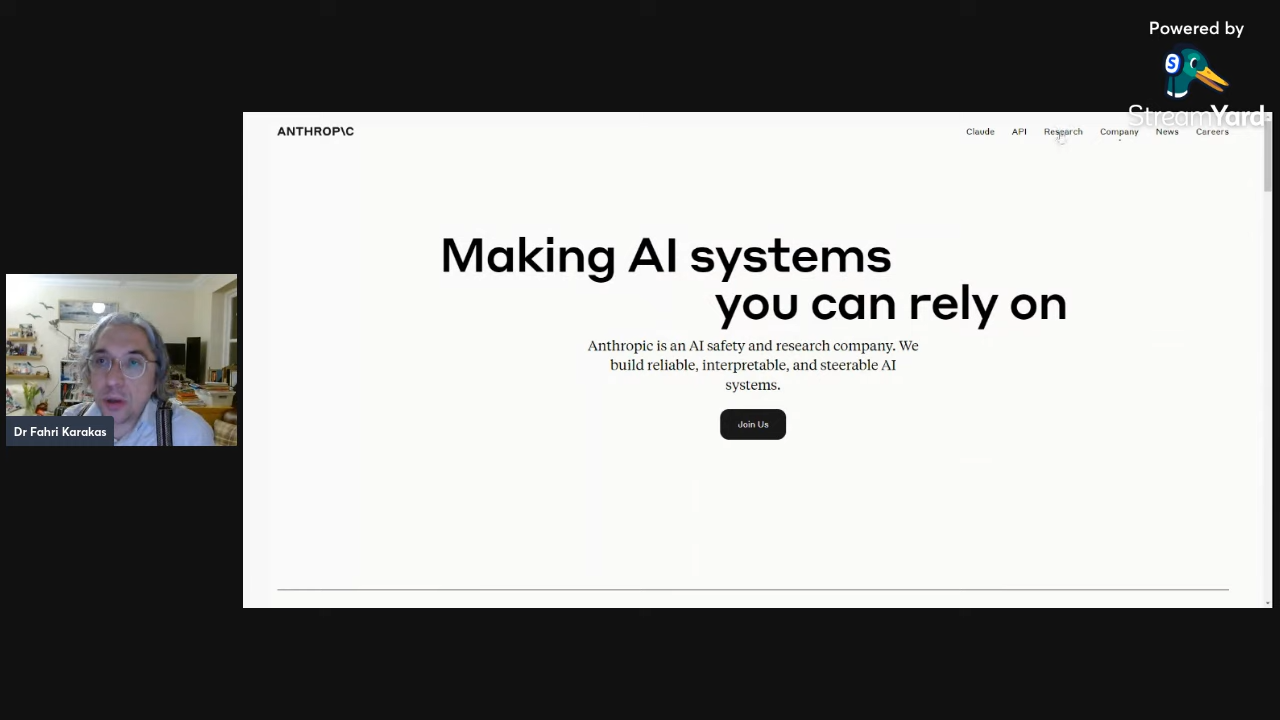 Powered by
StreamYard
ANTHROP\C
Claude API Research Company News Careers
Making AI systems
you can rely on
Anthropic is an AI safety and research company. We
build reliable, interpretable, and steerable AI
systems.
Join Us
Dr Fahri Karakas